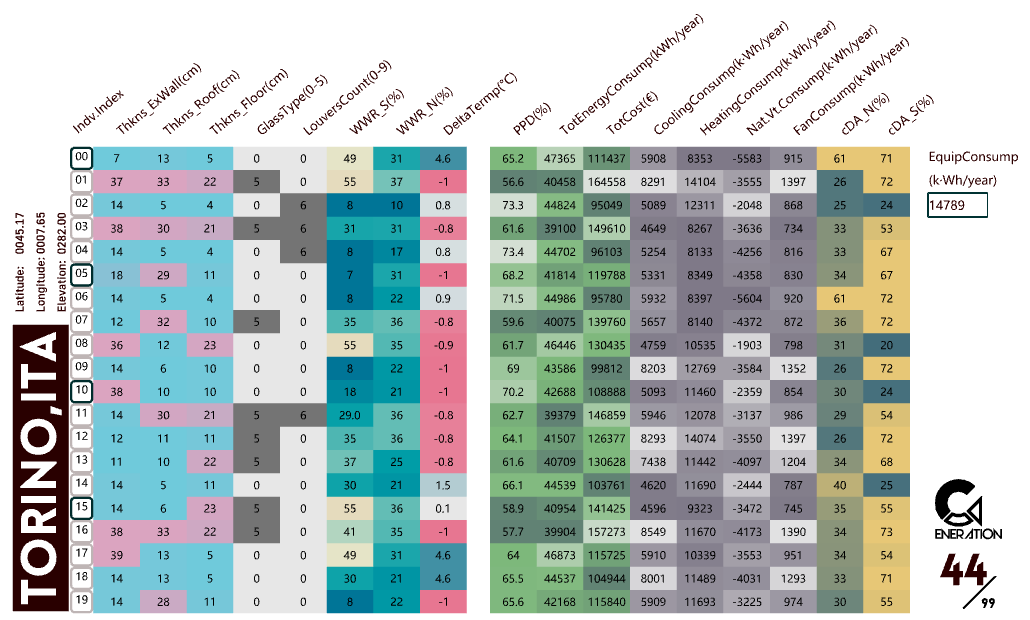 Indv.Index Thkns_ExWall(cm) Thkns_Roof(cm) Thkns_Floor(cm) GlassType(0-5) LouversCount(0-9) WWR_S(%) WWR_N(%) DeltaTermp(°C) PPD(%) TotEnergyConsump(kWh/year) TotCost(€) CoolingConsump(k·Wh/year) HeatingConsump(k·Wh/year) Nat.Vt.Consump(k·Wh/year) FanConsump(k·Wh/year) cDA_N(%) cDA_S(%)
00 7 13 5 0 0 49 31 4.6 65.2 47365 111437 5908 8353 -5583 915 61 71
01 37 33 22 5 0 55 37 -1 56.6 40458 164558 8291 14104 -3555 1397 26 72
02 14 5 4 0 6 8 10 0.8 73.3 44824 95049 5089 12311 -2048 868 25 24
03 38 30 21 5 6 31 31 -0.8 61.6 39100 149610 4649 8267 -3636 734 33 53
04 14 5 4 0 6 8 17 0.8 73.4 44702 96103 5254 8133 -4256 816 33 67
05 18 29 11 0 0 7 31 -1 68.2 41814 119788 5331 8349 -4358 830 34 67
06 14 5 4 0 0 8 22 0.9 71.5 44986 95780 5932 8397 -5604 920 61 72
07 12 32 10 5 0 35 36 -0.8 59.6 40075 139760 5657 8140 -4372 872 36 72
08 36 12 23 0 0 55 35 -0.9 61.7 46446 130435 4759 10535 -1903 798 31 20
09 14 6 10 0 0 8 22 -1 69 43586 99812 8203 12769 -3584 1352 26 72
10 38 10 10 0 0 18 21 -1 70.2 42688 108888 5093 11460 -2359 854 30 24
11 14 30 21 5 6 29.0 36 -0.8 62.7 39379 146859 5946 12078 -3137 986 29 54
12 12 11 11 5 0 35 36 -0.8 64.1 41507 126377 8293 14074 -3550 1397 26 72
13 11 10 22 5 0 37 25 -0.8 61.6 40709 130628 7438 11442 -4097 1204 34 68
14 14 5 11 0 0 30 21 1.5 66.1 44539 103761 4620 11690 -2444 787 40 25
15 14 6 23 5 0 55 36 0.1 58.9 40954 141425 4596 9323 -3472 745 35 55
16 38 33 22 5 0 41 35 -1 57.7 39904 157273 8549 11670 -4173 1390 34 73
17 39 13 5 0 0 49 31 4.6 64 46873 115725 5910 10339 -3553 951 34 54
18 14 13 5 0 0 30 21 4.6 65.5 44537 104944 8001 11489 -4031 1293 33 71
19 14 28 11 0 0 8 22 -1 65.6 42168 115840 5909 11693 -3225 974 30 55
Latitude: 0045.17
Longitude: 0007.65
Elevation: 0282.00
TORINO,ITA
EquipConsump
(k·Wh/year)
14789
ENERATION
44/99